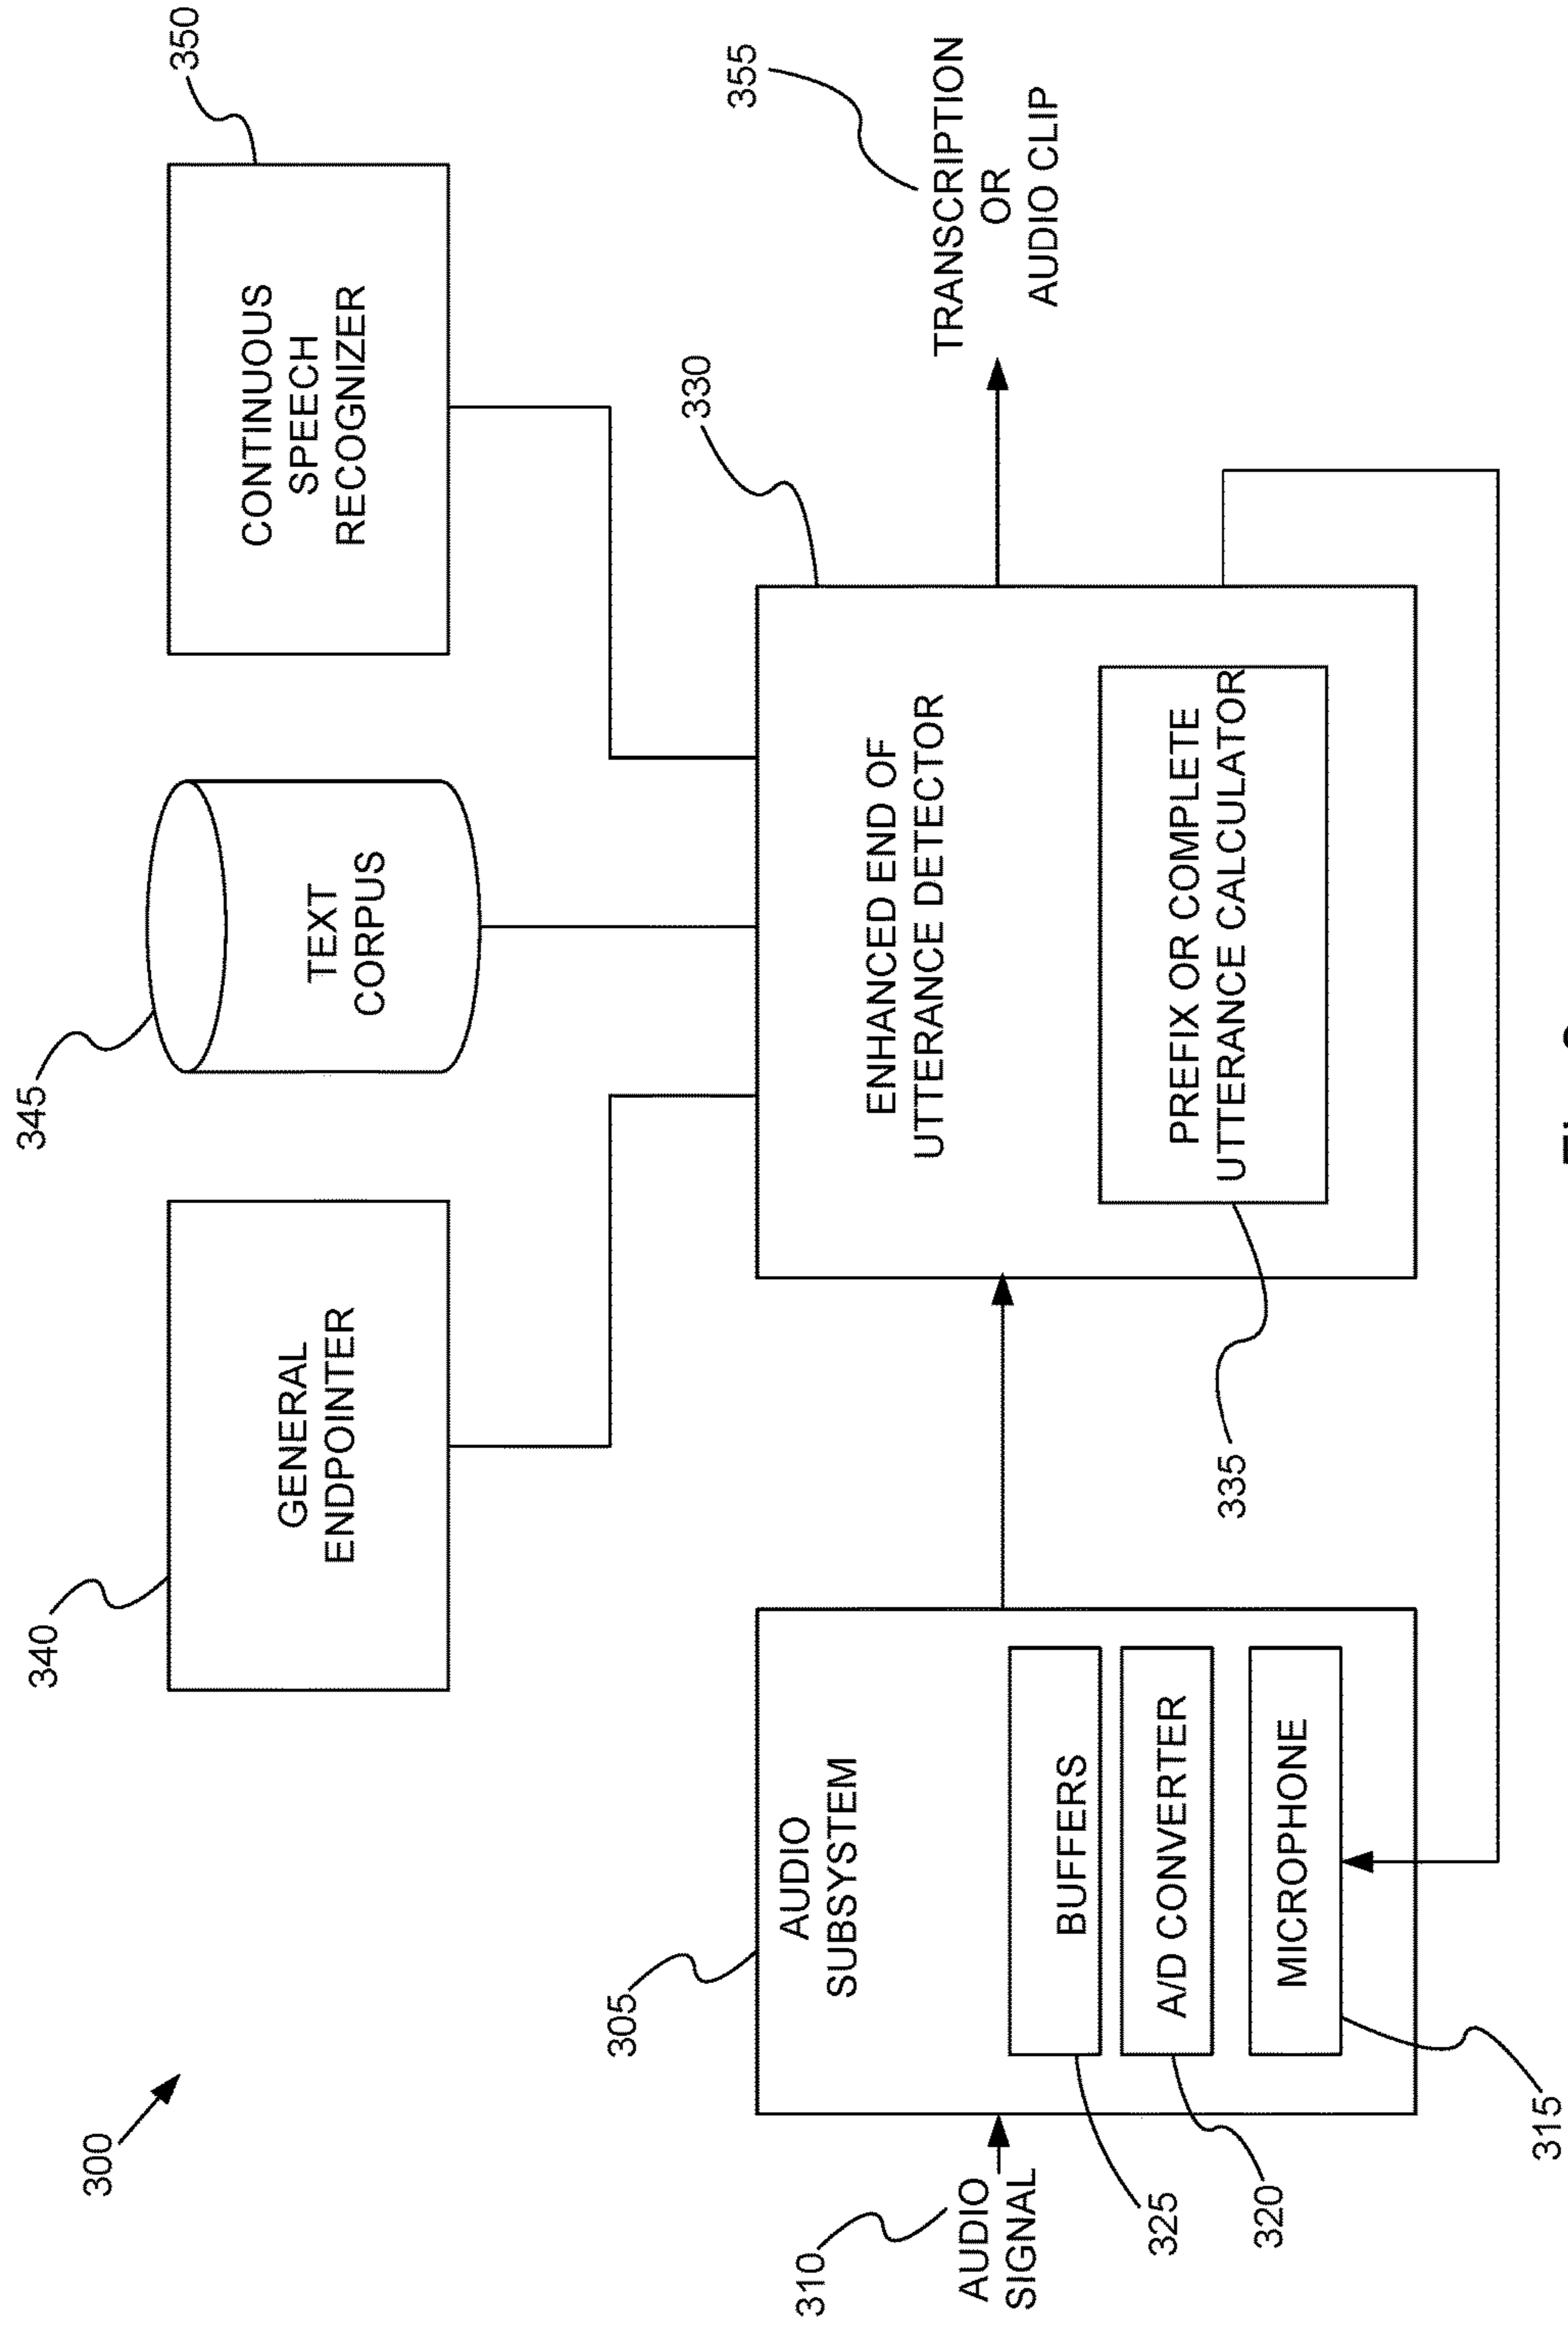 300
340
GENERAL
ENDPOINTER
345
TEXT
CORPUS
CONTINUOUS
SPEECH
RECOGNIZER
350
310
AUDIO
SIGNAL
305
AUDIO
SUBSYSTEM
BUFFERS
A/D CONVERTER
MICROPHONE
325
320
315
330
ENHANCED END OF
UTTERANCE DETECTOR
PREFIX OR COMPLETE
UTTERANCE CALCULATOR
335
355
TRANSCRIPTION
OR
AUDIO CLIP